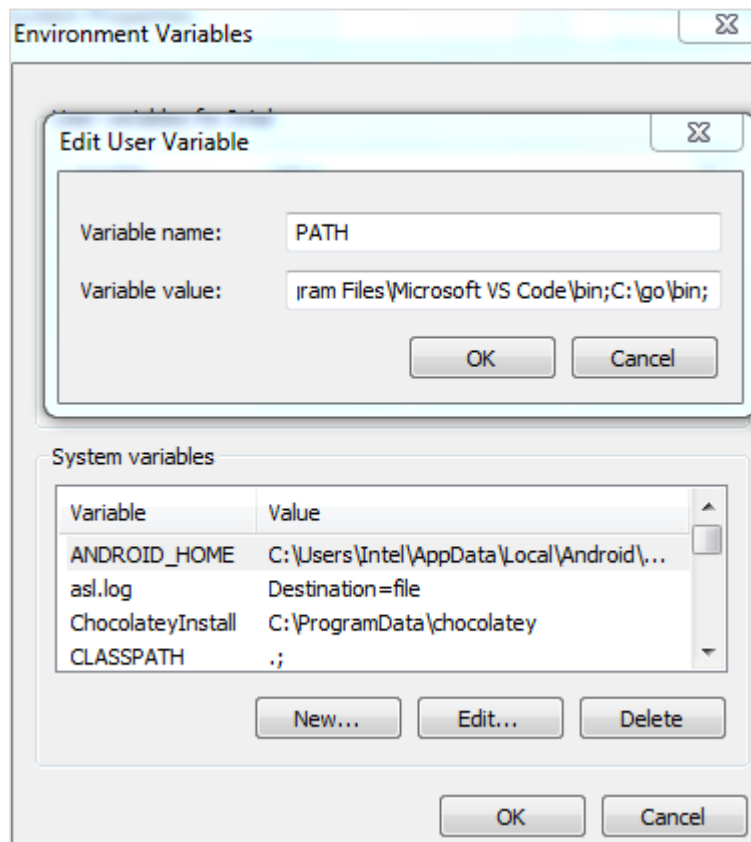 Environment Variables
Edit User Variable
Variable name: PATH
Variable value: ram Files\Microsoft VS Code\bin;C:\go\bin;
OK Cancel
System variables
Variable Value
ANDROID_HOME C:\Users\Intel\AppData\Local\Android\...
asl.log Destination=file
ChocolateyInstall C:\ProgramData\chocolatey
CLASSPATH .;
New... Edit... Delete
OK Cancel